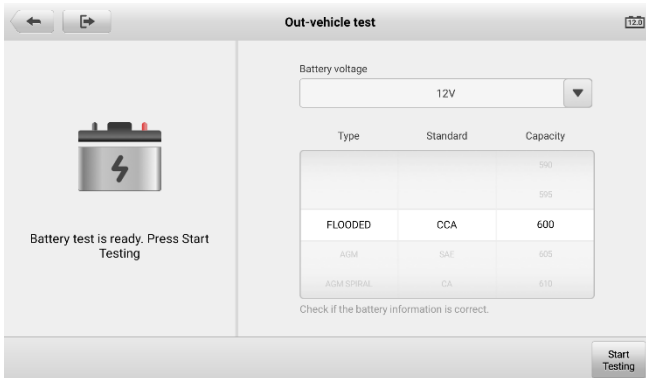 Out-vehicle test
12.0
Battery voltage
12V
Type Standard Capacity
590
595
FLOODED CCA 600
AGM SAE 605
AGM SPIRAL CA 610
Check if the battery information is correct.
Battery test is ready. Press Start
Testing
Start
Testing